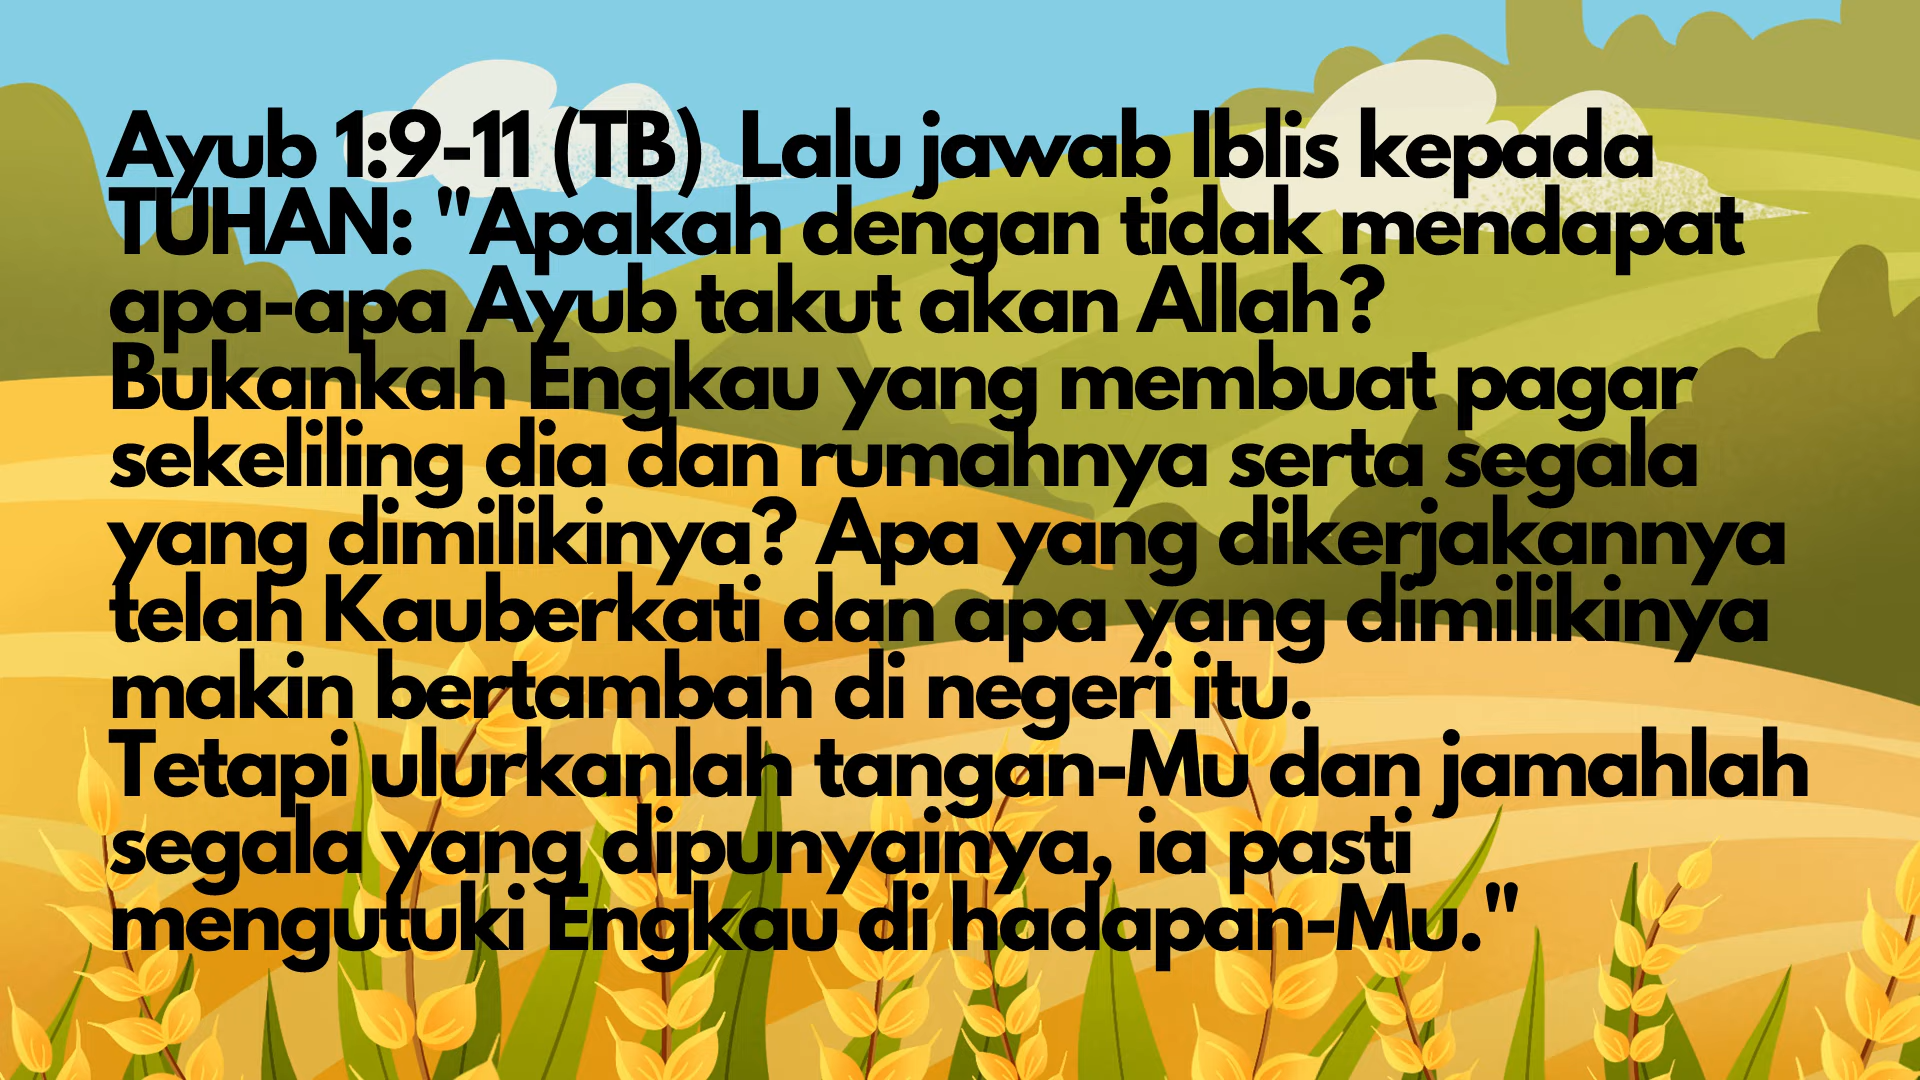 Ayub 1:9-11 (TB)  Lalu jawab Iblis kepada
TUHAN: "Apakah dengan tidak mendapat
apa-apa Ayub takut akan Allah?
Bukankah Engkau yang membuat pagar
sekeliling dia dan rumahnya serta segala
yang dimilikinya? Apa yang dikerjakannya
telah Kauberkati dan apa yang dimilikinya
makin bertambah di negeri itu.
Tetapi ulurkanlah tangan-Mu dan jamahlah
segala yang dipunyainya, ia pasti
mengutuki Engkau di hadapan-Mu."